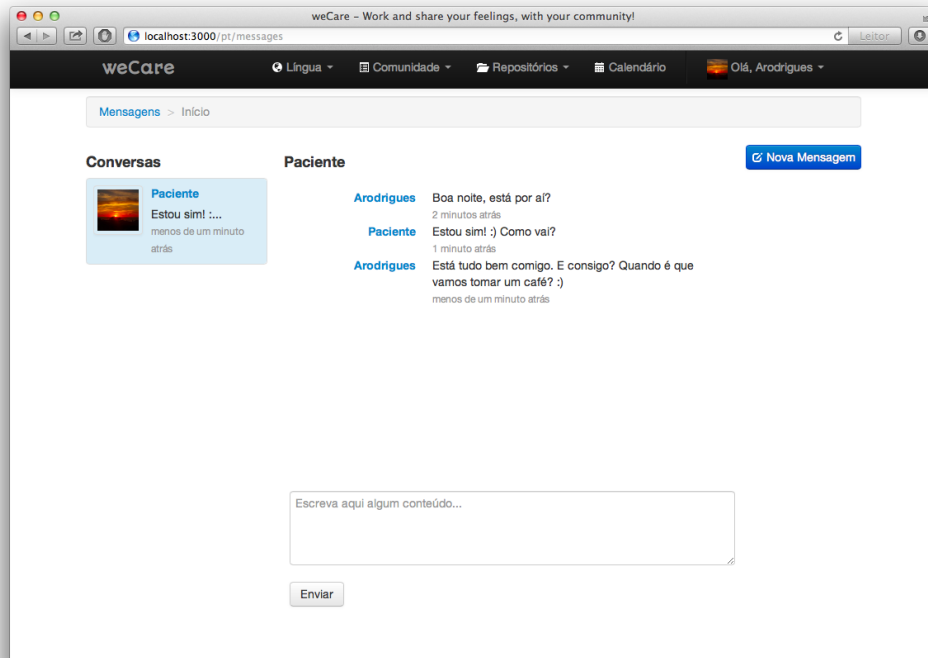 weCare – Work and share your feelings, with your community!
localhost:3000/pt/messages
Leitor
weCare
Língua
Comunidade
Repositórios
Calendário
Olá, Arodrigues
Mensagens > Início
Conversas
Paciente
Estou sim! :...
menos de um minuto
atrás
Paciente
Nova Mensagem
Arodrigues Boa noite, está por aí?
2 minutos atrás
Paciente Estou sim! :) Como vai?
1 minuto atrás
Arodrigues Está tudo bem comigo. E consigo? Quando é que
vamos tomar um café? :)
menos de um minuto atrás
Escreva aqui algum conteúdo...
Enviar